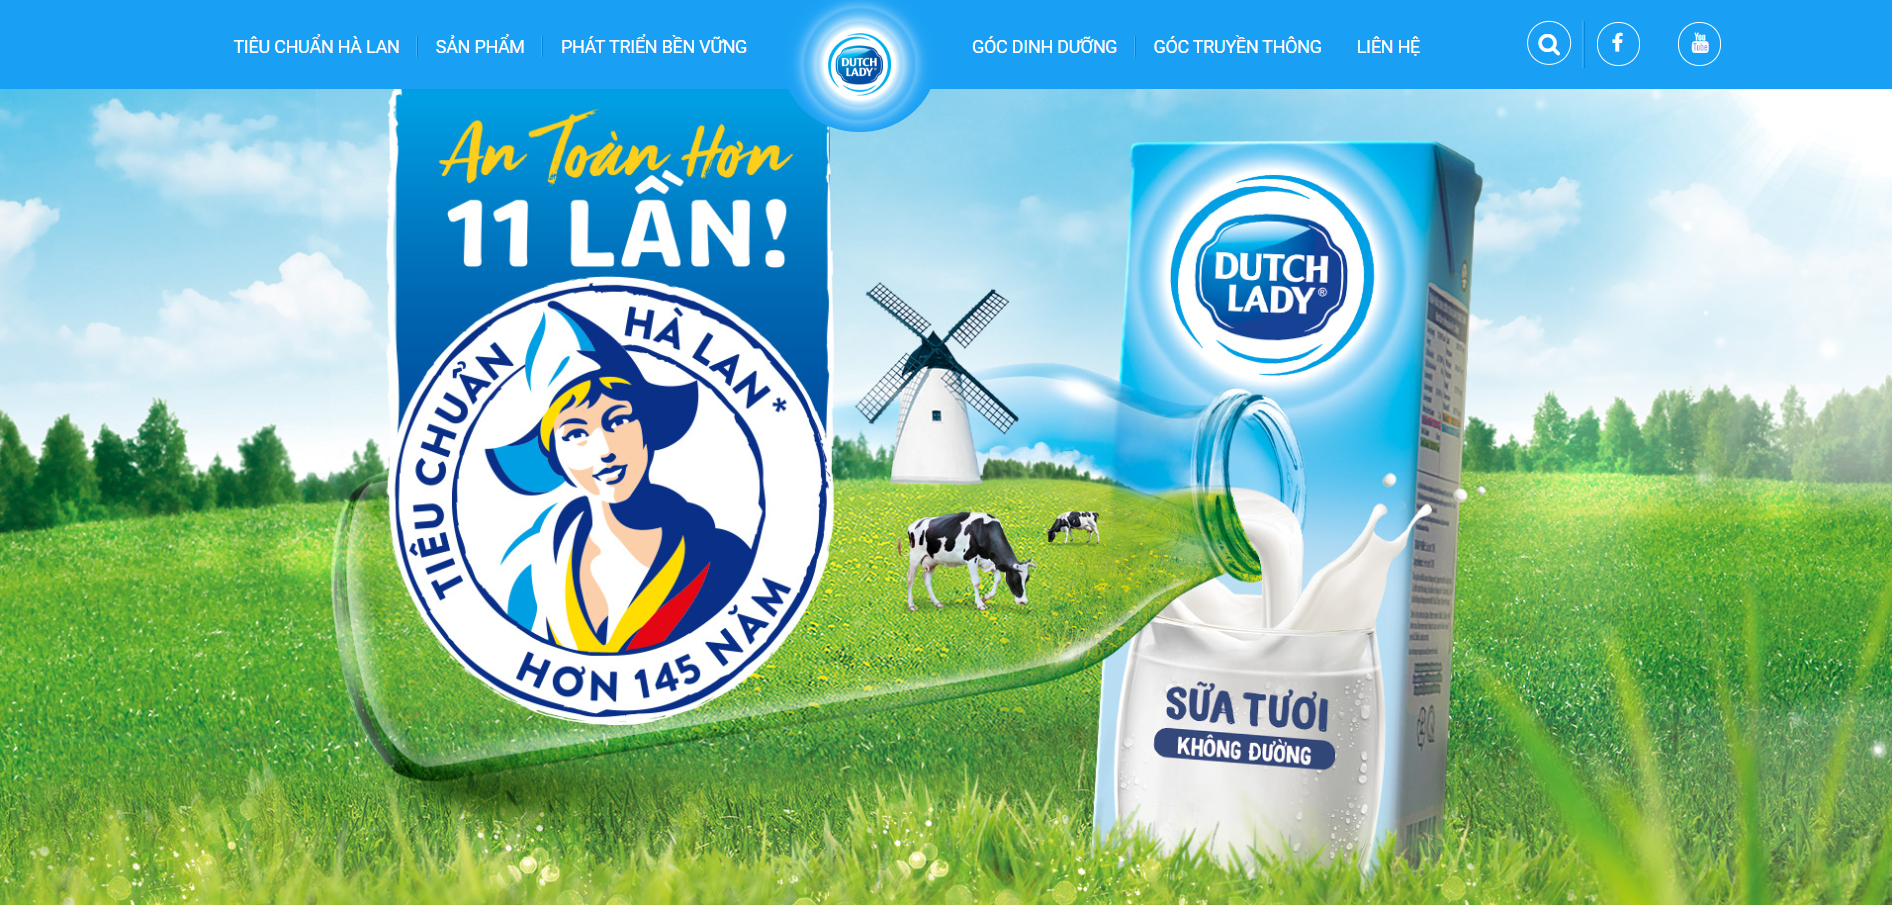 TIÊU CHUẨN HÀ LAN
SẢN PHẨM
PHÁT TRIỂN BỀN VỮNG
DUTCH
LADY
GÓC DINH DƯỠNG
GÓC TRUYỀN THÔNG
LIÊN HỆ
f
You
Tube
An Toàn Hơn
11 LẦN!
TIÊU CHUẨN HÀ LAN*
HƠN 145 NĂM
DUTCH
LADY®
SỮA TƯƠI
KHÔNG ĐƯỜNG